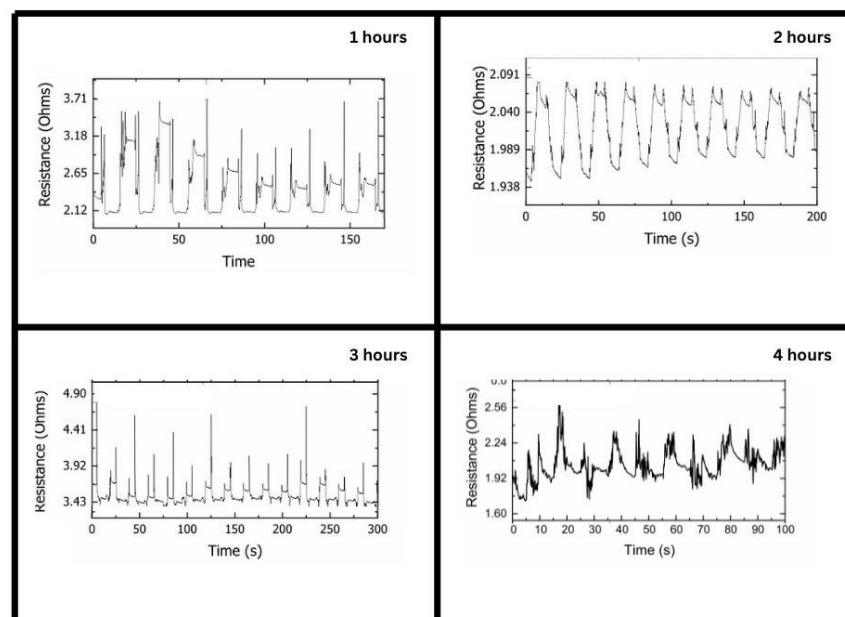 1 hours
Resistance (Ohms)
3.71
3.18
2.65
2.12
0 50 100 150
Time
2 hours
Resistance (Ohms)
2.091
2.040
1.989
1.938
0 25 50 75 100 125 150 175 200
Time (s)
3 hours
Resistance (Ohms)
4.90
4.41
3.92
3.43
0 50 100 150 200 250 300
Time (s)
4 hours
Resistance (Ohms)
2.56
2.24
1.92
1.60
0 10 20 30 40 50 60 70 80 90 100
Time (s)